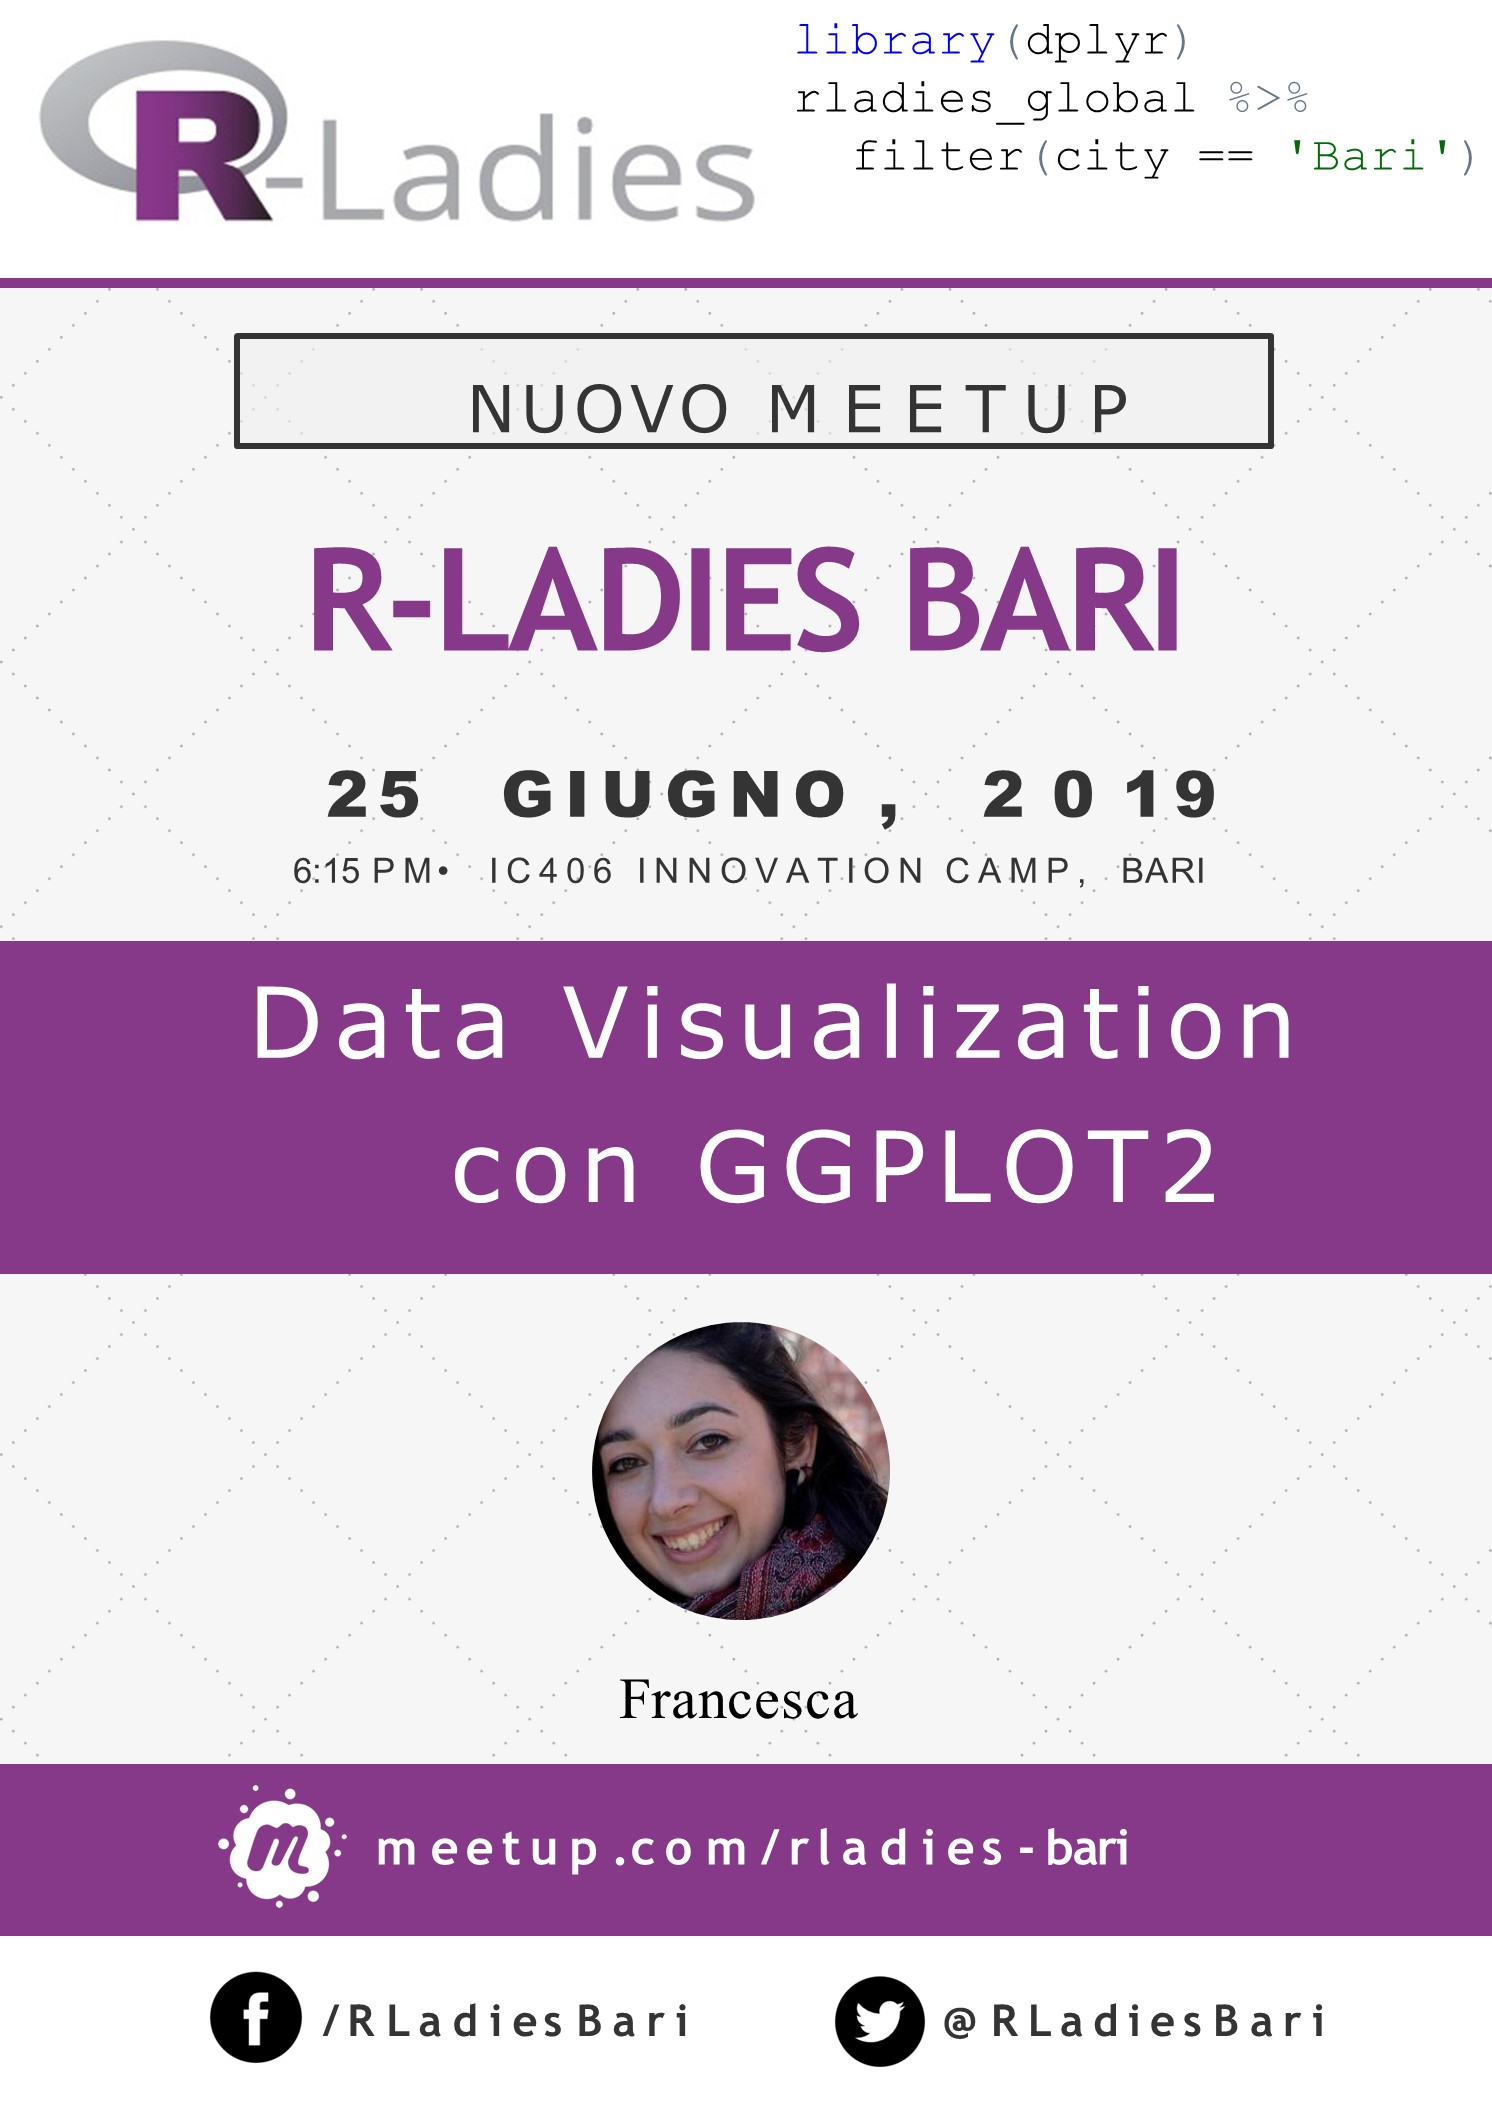 R-Ladies
library(dplyr)
rladies_global %>%
filter(city == 'Bari')
NUOVO MEETUP
R-LADIES BARI
25 GIUGNO, 2019
6:15 PM• IC406 INNOVATION CAMP, BARI
Data Visualization
con GGPLOT2
Francesca
m meetup.com/rladies-bari
f /RLadiesBari @RLadiesBari